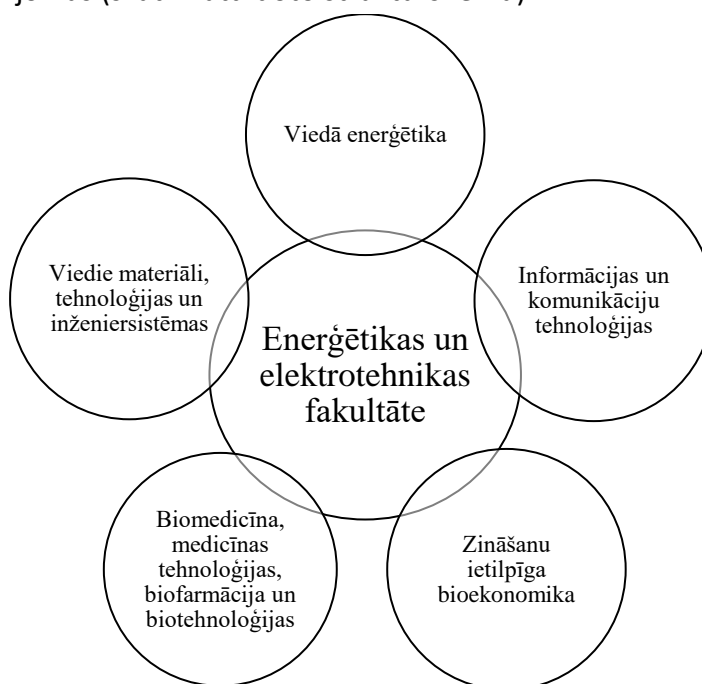 Viedā enerģētika
Viedie materiāli,
tehnoloģijas un
inženiersistēmas
Informācijas un
komunikāciju
tehnoloģijas
Enerģētikas un
elektrotehnikas
fakultāte
Biomedicīna,
medicīnas
tehnoloģijas,
biofarmācija un
biotehnoloģijas
Zināšanu
ietilpīga
bioekonomika